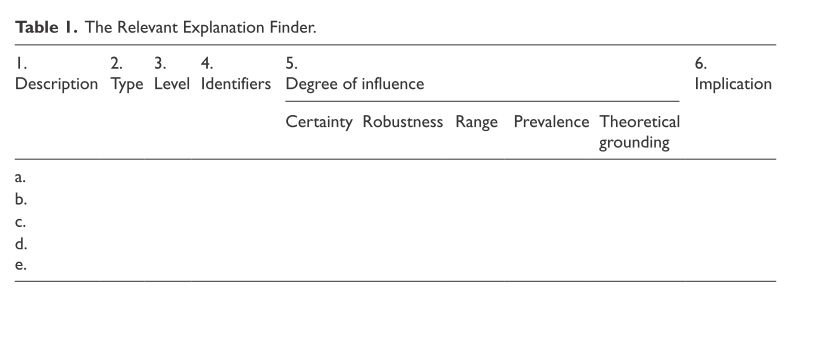 Table 1. The Relevant Explanation Finder.
1. 2. 3. 4. 5. 6.
Description Type Level Identifiers Degree of influence Implication
Certainty Robustness Range Prevalence Theoretical
grounding
a.
b.
c.
d.
e.